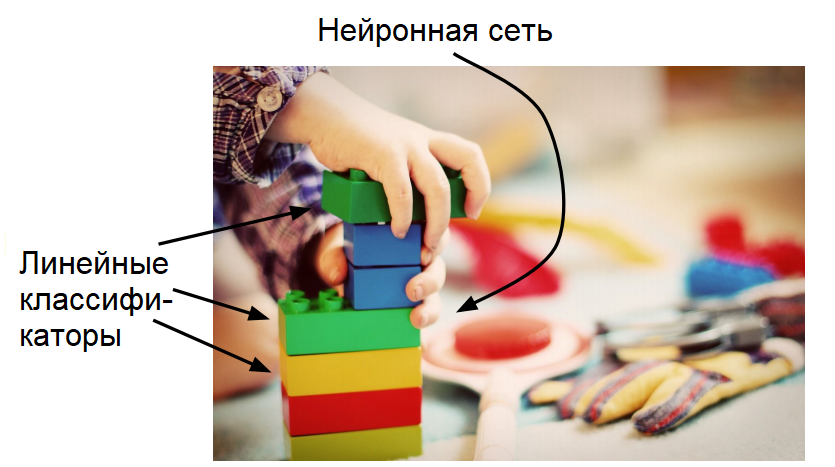 Нейронная сеть
Линейные
классифи-
каторы